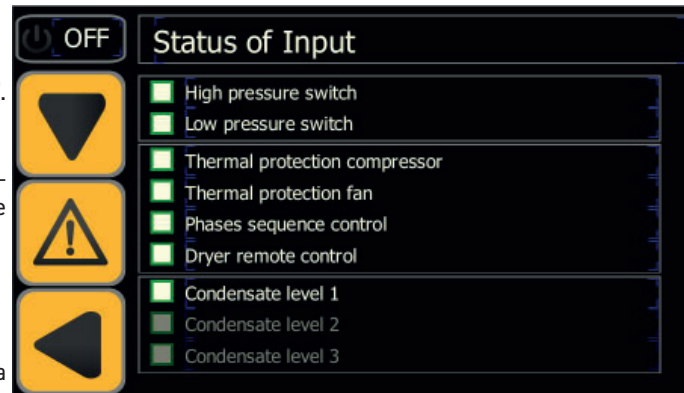 OFF
Status of Input
High pressure switch
Low pressure switch
Thermal protection compressor
Thermal protection fan
Phases sequence control
Dryer remote control
Condensate level 1
Condensate level 2
Condensate level 3